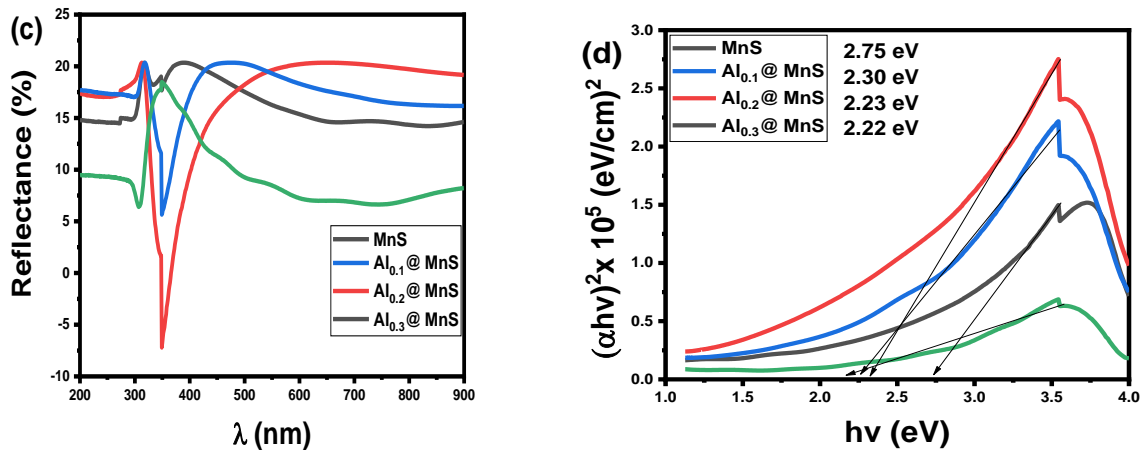 (c)
25
20
15
10
5
0
-5
-10
200 300 400 500 600 700 800 900
Reflectance (%)
λ (nm)
MnS
Al0.1@ MnS
Al0.2@ MnS
Al0.3@ MnS
(d)
3.0
2.5
2.0
1.5
1.0
0.5
0.0
1.0 1.5 2.0 2.5 3.0 3.5 4.0
(αhν)²x 10⁵ (eV/cm)²
hν (eV)
MnS 2.75 eV
Al0.1@ MnS 2.30 eV
Al0.2@ MnS 2.23 eV
Al0.3@ MnS 2.22 eV